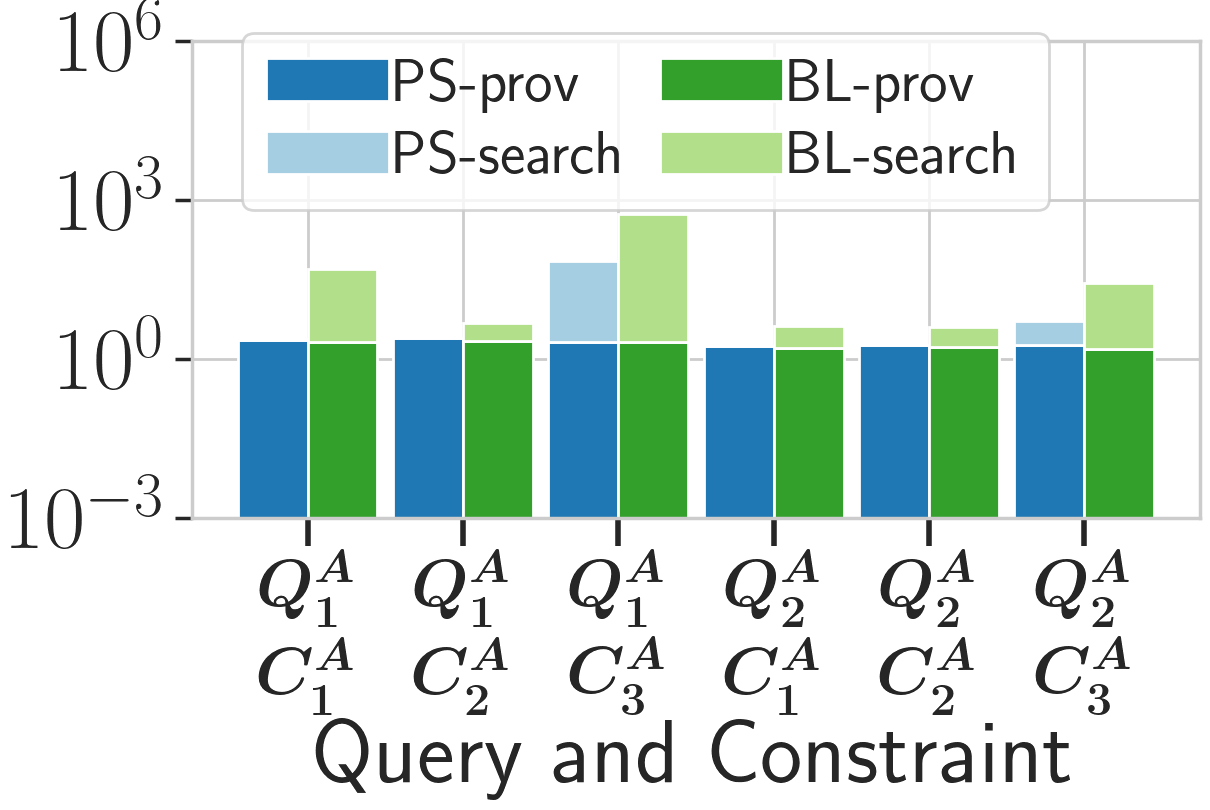 10^6
PS-prov BL-prov
PS-search BL-search
10^3
10^0
10^{-3}
Q_1^A Q_1^A Q_1^A Q_2^A Q_2^A Q_2^A
C_1^A C_2^A C_3^A C_1^A C_2^A C_3^A
Query and Constraint